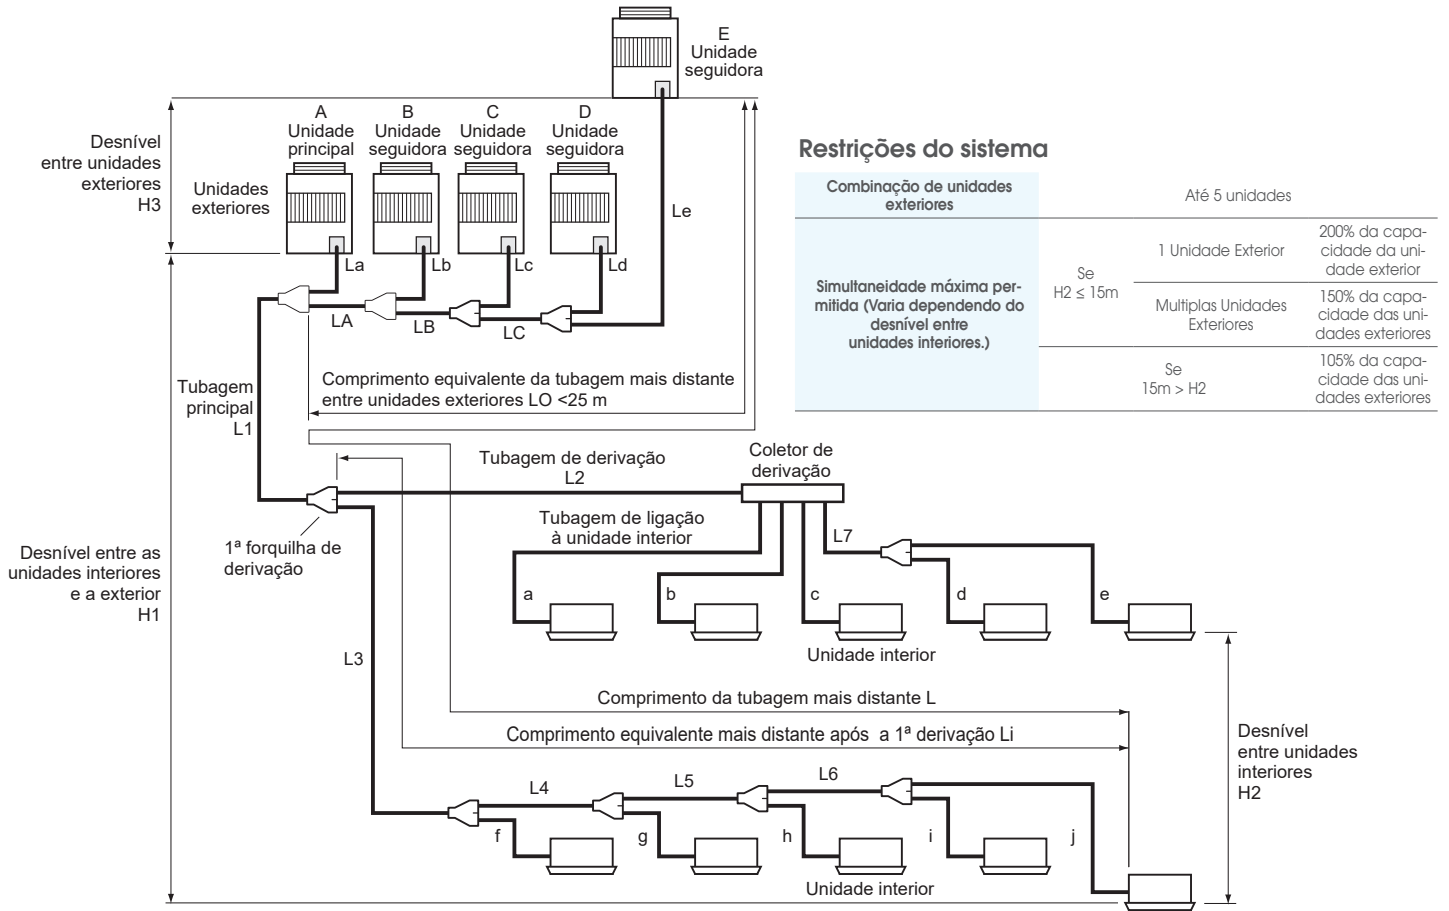 E
Unidade
seguidora
A
Unidade
principal
B
Unidade
seguidora
C
Unidade
seguidora
D
Unidade
seguidora
Desnível
entre unidades
exteriores
H3
Unidades
exteriores
Le
La
Lb
Lc
Ld
LA
LB
LC
Restrições do sistema
Combinação de unidades
exteriores
Até 5 unidades
Simultaneidade máxima per-
mitida (Varia dependendo do
desnível entre
unidades interiores.)
Se
H2 ≤ 15m
1 Unidade Exterior
200% da capa-
cidade da uni-
dade exterior
Multiplas Unidades
Exteriores
150% da capa-
cidade das uni-
dades exteriores
Se
15m > H2
105% da capa-
cidade das uni-
dades exteriores
Tubagem
principal
L1
Comprimento equivalente da tubagem mais distante
entre unidades exteriores LO <25 m
Tubagem de derivação
L2
Coletor de
derivação
1ª forquilha de
derivação
Tubagem de ligação
à unidade interior
L7
Desnível entre as
unidades interiores
e a exterior
H1
a
b
c
d
e
Unidade interior
L3
Comprimento da tubagem mais distante L
Comprimento equivalente mais distante após a 1ª derivação Li
Desnível
entre unidades
interiores
H2
L4
L5
L6
f
g
h
i
j
Unidade interior